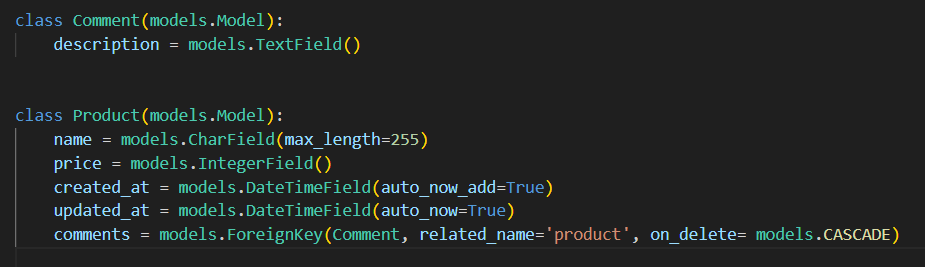 class Comment(models.Model):
    description = models.TextField()
class Product(models.Model):
    name = models.CharField(max_length=255)
    price = models.IntegerField()
    created_at = models.DateTimeField(auto_now_add=True)
    updated_at = models.DateTimeField(auto_now=True)
    comments = models.ForeignKey(Comment, related_name='product', on_delete= models.CASCADE)